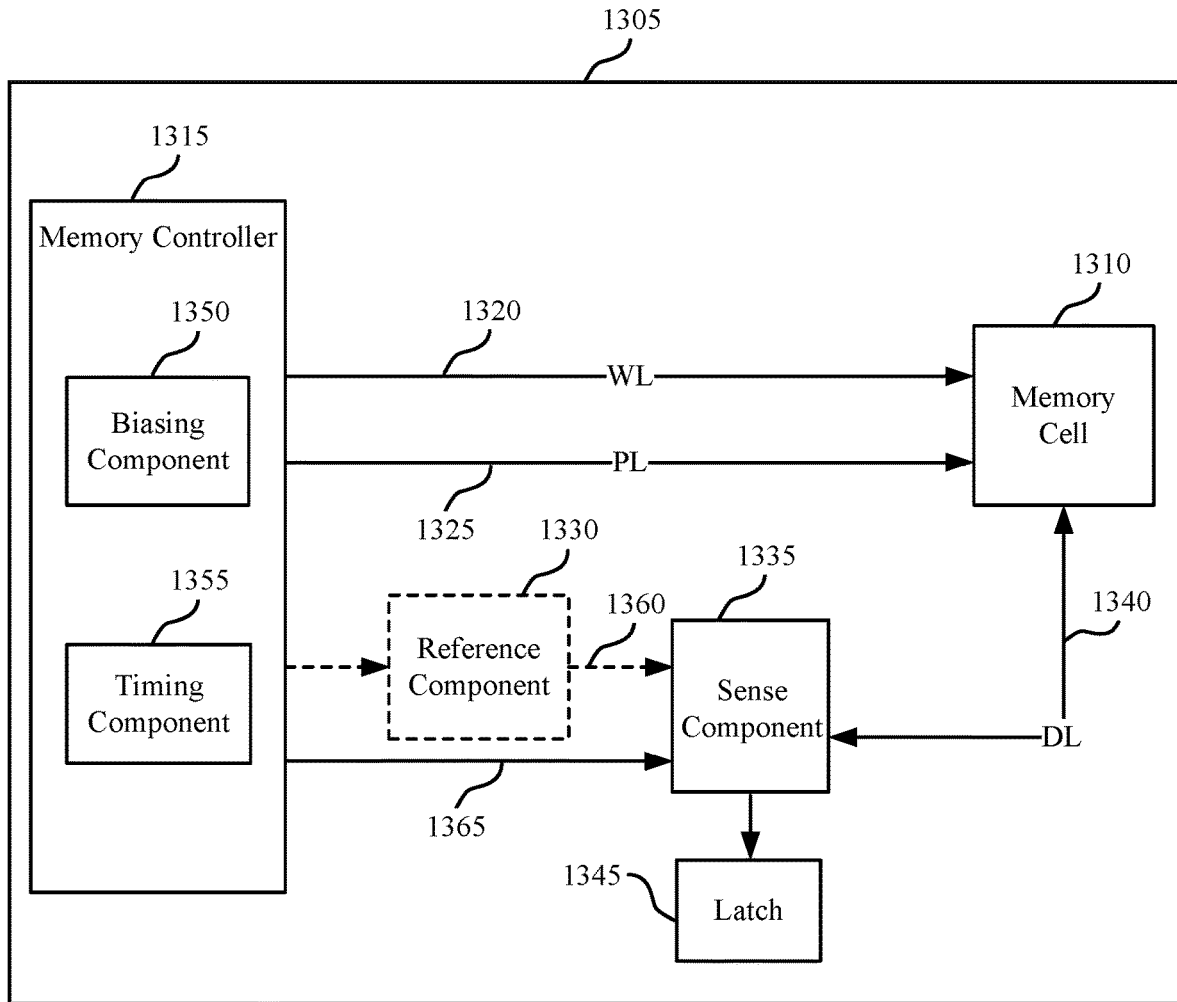 1305
1315
Memory Controller
1310
1350
1320
WL
Memory
Cell
Biasing
Component
PL
1325
1330
1335
1355
1360
1340
Reference
Component
Timing
Component
Sense
Component
DL
1365
1345
Latch